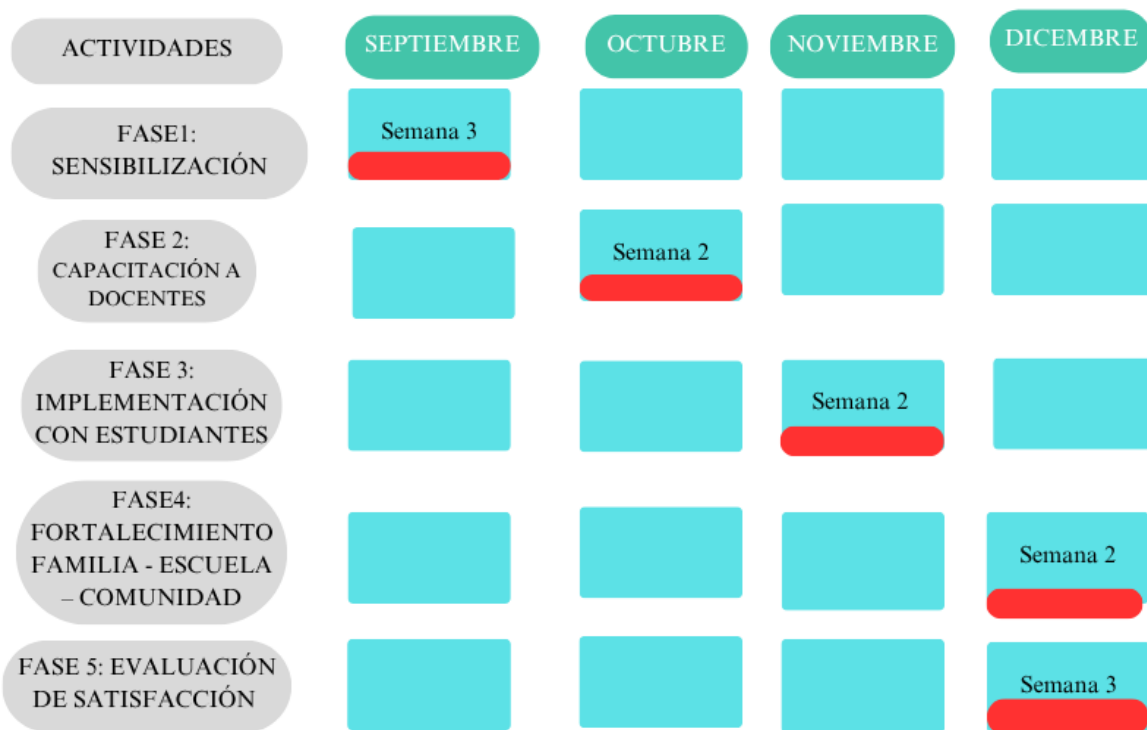 ACTIVIDADES
SEPTIEMBRE
OCTUBRE
NOVIEMBRE
DICEMBRE
FASE1:
SENSIBILIZACIÓN
Semana 3
FASE 2:
CAPACITACIÓN A
DOCENTES
Semana 2
FASE 3:
IMPLEMENTACIÓN
CON ESTUDIANTES
Semana 2
FASE4:
FORTALECIMIENTO
FAMILIA - ESCUELA
– COMUNIDAD
Semana 2
FASE 5: EVALUACIÓN
DE SATISFACCIÓN
Semana 3